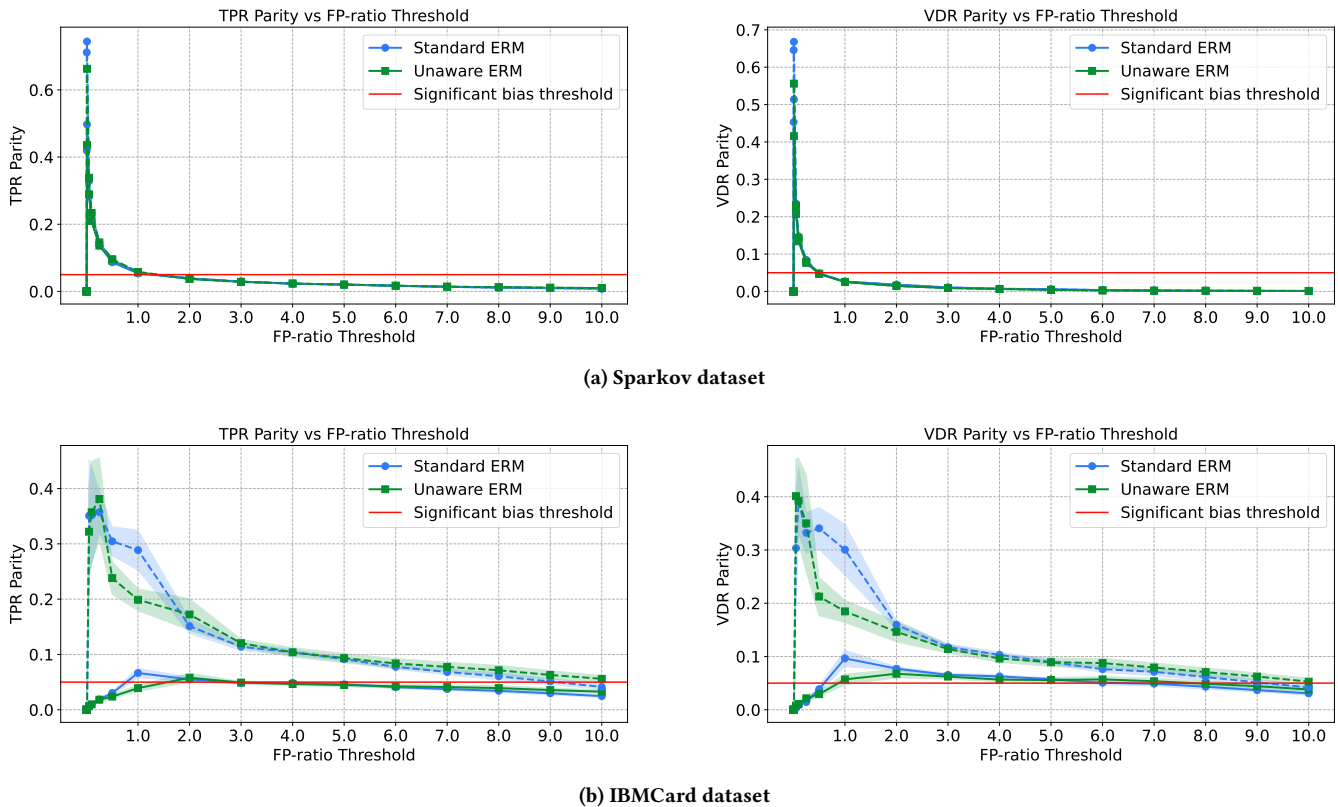 TPR Parity vs FP-ratio Threshold
TPR Parity
0.6
0.4
0.2
0.0
Standard ERM
Unaware ERM
Significant bias threshold
1.0 2.0 3.0 4.0 5.0 6.0 7.0 8.0 9.0 10.0
FP-ratio Threshold
VDR Parity vs FP-ratio Threshold
VDR Parity
0.7
0.6
0.5
0.4
0.3
0.2
0.1
0.0
Standard ERM
Unaware ERM
Significant bias threshold
1.0 2.0 3.0 4.0 5.0 6.0 7.0 8.0 9.0 10.0
FP-ratio Threshold
(a) Sparkov dataset
TPR Parity vs FP-ratio Threshold
TPR Parity
0.4
0.3
0.2
0.1
0.0
Standard ERM
Unaware ERM
Significant bias threshold
1.0 2.0 3.0 4.0 5.0 6.0 7.0 8.0 9.0 10.0
FP-ratio Threshold
VDR Parity vs FP-ratio Threshold
VDR Parity
0.4
0.3
0.2
0.1
0.0
Standard ERM
Unaware ERM
Significant bias threshold
1.0 2.0 3.0 4.0 5.0 6.0 7.0 8.0 9.0 10.0
FP-ratio Threshold
(b) IBMCard dataset